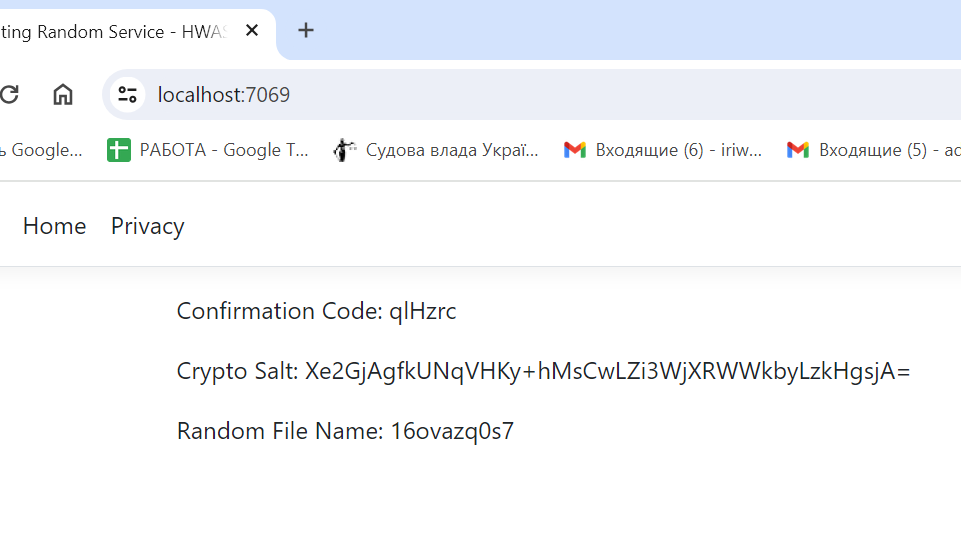 ting Random Service - HWAS
localhost:7069
ь Google... РАБОТА - Google Т... Судова влада Украї... Входящие (6) - iriw... Входящие (5) - ac
Home Privacy
Confirmation Code: qlHzrc
Crypto Salt: Xe2GjAgfkUNqVHKy+hMsCwLZi3WjXRWWkbyLzkHgsjA=
Random File Name: 16ovazq0s7